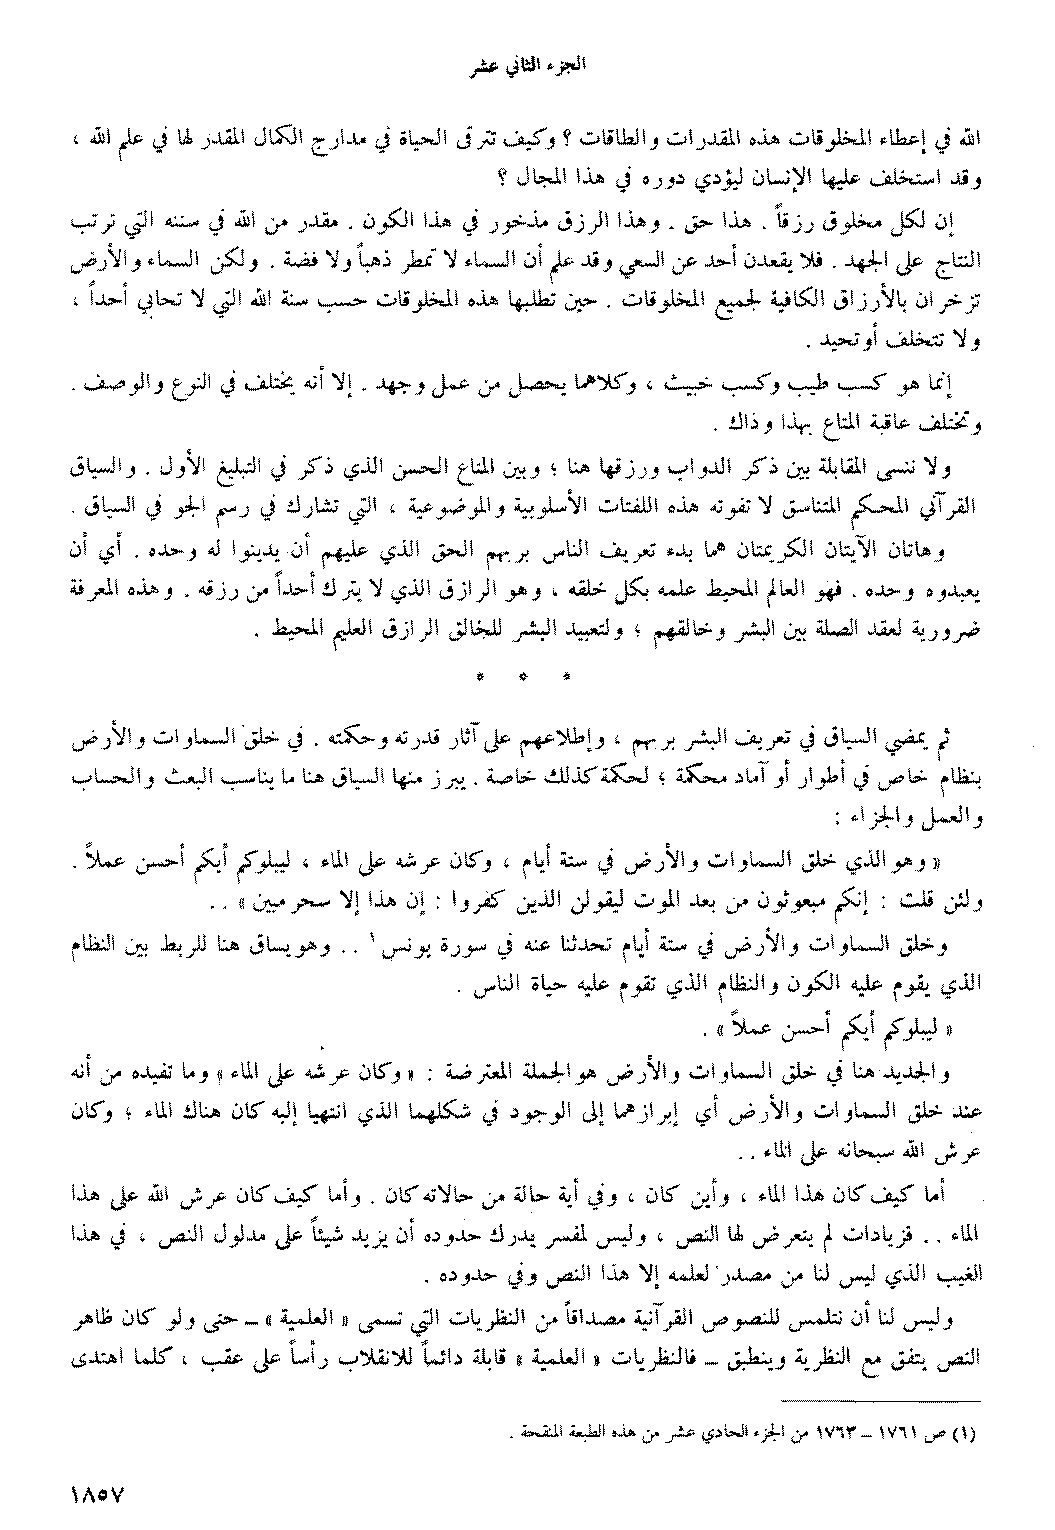 الجزء الثاني عشر
الله في إعطاء المخلوقات هذه المقدرات والطاقات ؟ وكيف تترقى الحياة في مدارج الكمال المقدر لها في علم الله ،
وقد استخلف عليها الإنسان ليؤدي دوره في هذا المجال ؟
إن لكل مخلوق رزقاً . هذا حق . وهذا الرزق مذخور في هذا الكون . مقدر من الله في سننه التي ترتب
النتاج على الجهد . فلا يقعدن أحد عن السعي وقد علم أن السماء لا تمطر ذهباً ولا فضة . ولكن السماء والأرض
تزخران بالأرزاق الكافية لجميع المخلوقات . حين تطلبها هذه المخلوقات حسب سنة الله التي لا تحابي أحداً ،
ولا تتخلف أو تحيد .
إنما هو كسب طيب وكسب خبيث ، وكلاهما يحصل من عمل وجهد . إلا أنه يختلف في النوع والوصف .
وتختلف عاقبة المتاع بهذا وذاك .
ولا ننسى المقابلة بين ذكر الدواب ورزقها هنا ؛ وبين المتاع الحسن الذي ذكر في التبليغ الأول . والسياق
القرآني المحكم المتناسق لا تفوته هذه اللفتات الأسلوبية والموضوعية ، التي تشارك في رسم الجو في السياق .
وهاتان الآيتان الكريمتان هما بدء تعريف الناس بربهم الحق الذي عليهم أن يدينوا له وحده . أي أن
يعبدوه وحده . فهو العالم المحيط علمه بكل خلقه ، وهو الرازق الذي لا يترك أحداً من رزقه . وهذه المعرفة
ضرورية لعقد الصلة بين البشر وخالقهم ؛ ولتعبيد البشر للخالق الرازق العليم المحيط .
* * *
ثم يمضي السياق في تعريف البشر بربهم ، وإطلاعهم على آثار قدرته وحكمته . في خلق السماوات والأرض
بنظام خاص في أطوار أو آماد محكمة ؛ لحكمة كذلك خاصة . يبرز منها السياق هنا ما يناسب البعث والحساب
والعمل والجزاء :
« وهو الذي خلق السماوات والأرض في ستة أيام ، وكان عرشه على الماء ، ليبلوكم أيكم أحسن عملاً .
ولئن قلت : إنكم مبعوثون من بعد الموت ليقولن الذين كفروا : إن هذا إلا سحر مبين » . .
وخلق السماوات والأرض في ستة أيام تحدثنا عنه في سورة يونس١ . . وهو يساق هنا للربط بين النظام
الذي يقوم عليه الكون والنظام الذي تقوم عليه حياة الناس .
« ليبلوكم أيكم أحسن عملاً » .
والجديد هنا في خلق السماوات والأرض هو الجملة المعترضة : « وكان عرشه على الماء » وما تفيده من أنه
عند خلق السماوات والأرض أي إبرازهما إلى الوجود في شكلهما الذي انتهيا إليه كان هناك الماء ؛ وكان
عرش الله سبحانه على الماء . .
أما كيف كان هذا الماء ، وأين كان ، وفي أية حالة من حالاته كان . وأما كيف كان عرش الله على هذا
الماء . . فزيادات لم يتعرض لها النص ، وليس لمفسر يدرك حدوده أن يزيد شيئاً على مدلول النص ، في هذا
الغيب الذي ليس لنا من مصدر لعلمه إلا هذا النص وفي حدوده .
وليس لنا أن نتلمس للنصوص القرآنية مصداقاً من النظريات التي تسمى « العلمية » – حتى ولو كان ظاهر
النص يتفق مع النظرية وينطبق – فالنظريات « العلمية » قابلة دائماً للانقلاب رأساً على عقب ، كلما اهتدى
(١) ص ١٧٦١ – ١٧٦٣ من الجزء الحادي عشر من هذه الطبعة المنقحة .
١٨٥٧